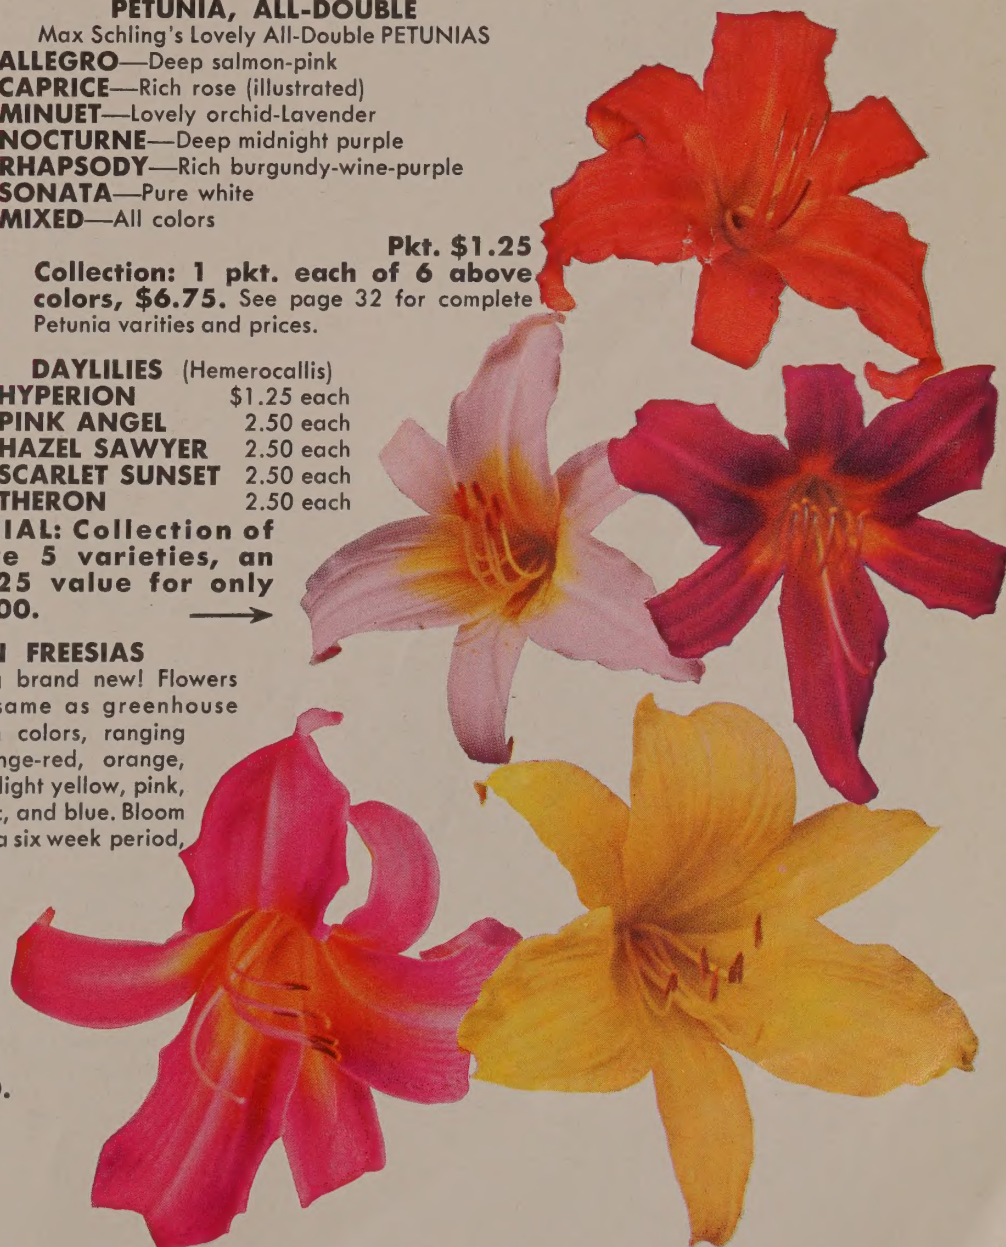 PETUNIA, ALL-DOUBLE
Max Schling's Lovely All-Double PETUNIAS
ALLEGRO—Deep salmon-pink
CAPRICE—Rich rose (illustrated)
MINUET—Lovely orchid-Lavender
NOCTURNE—Deep midnight purple
RHAPSODY—Rich burgundy-wine-purple
SONATA—Pure white
MIXED—All colors
Pkt. $1.25
Collection: 1 pkt. each of 6 above
colors, $6.75. See page 32 for complete
Petunia varities and prices.
DAYLILIES (Hemerocallis)
HYPERION $1.25 each
PINK ANGEL 2.50 each
HAZEL SAWYER 2.50 each
SCARLET SUNSET 2.50 each
THERON 2.50 each
IAL: Collection of
e 5 varieties, an
25 value for only
00.
FREESIAS
brand new! Flowers
same as greenhouse
colors, ranging
nge-red, orange,
light yellow, pink,
, and blue. Bloom
a six week period,